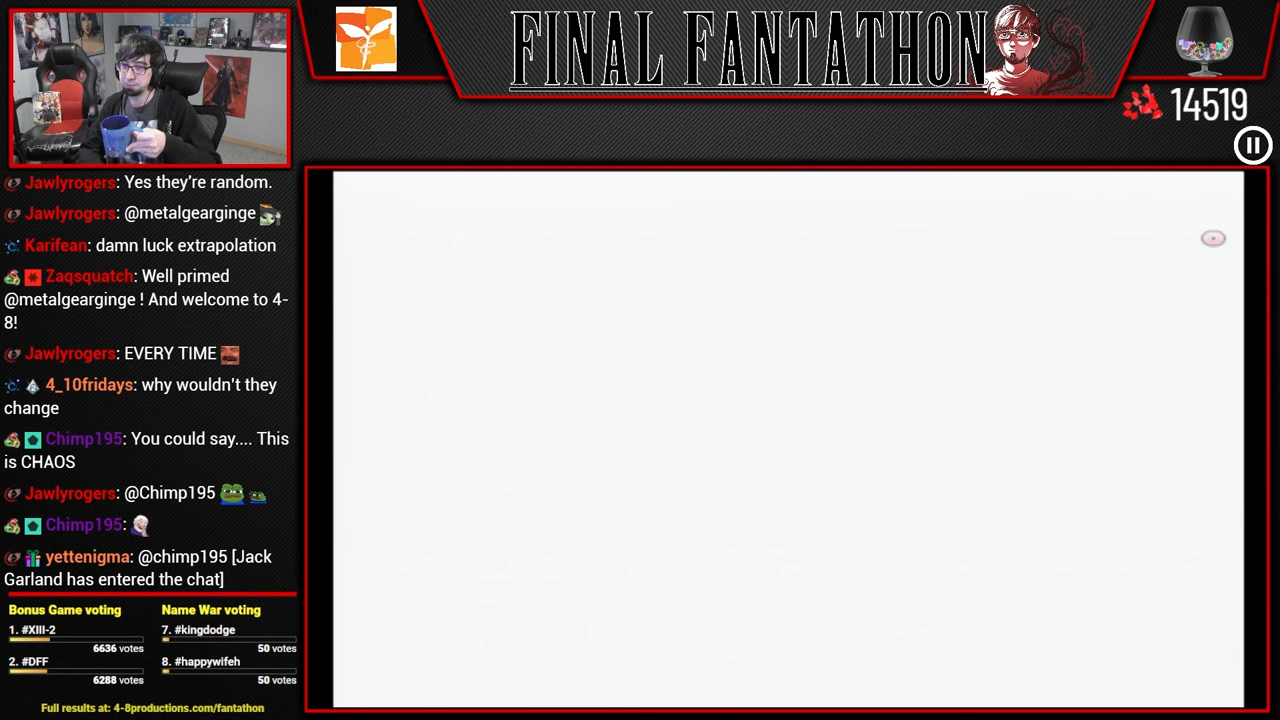 FINAL FANTATHON
14519
Jawlyrogers: Yes they're random.
Jawlyrogers: @metalgearginge
Karifean: damn luck extrapolation
Zaqsquatch: Well primed
@metalgearginge ! And welcome to 4-
8!
Jawlyrogers: EVERY TIME
4_10fridays: why wouldn't they
change
Chimp195: You could say.... This
is CHAOS
Jawlyrogers: @Chimp195
Chimp195:
yettenigma: @chimp195 [Jack
Garland has entered the chat]
Bonus Game voting
1. #XIII-2
6636 votes
2. #DFF
6288 votes
Name War voting
7. #kingdodge
50 votes
8. #happywifeh
50 votes
Full results at: 4-8productions.com/fantathon